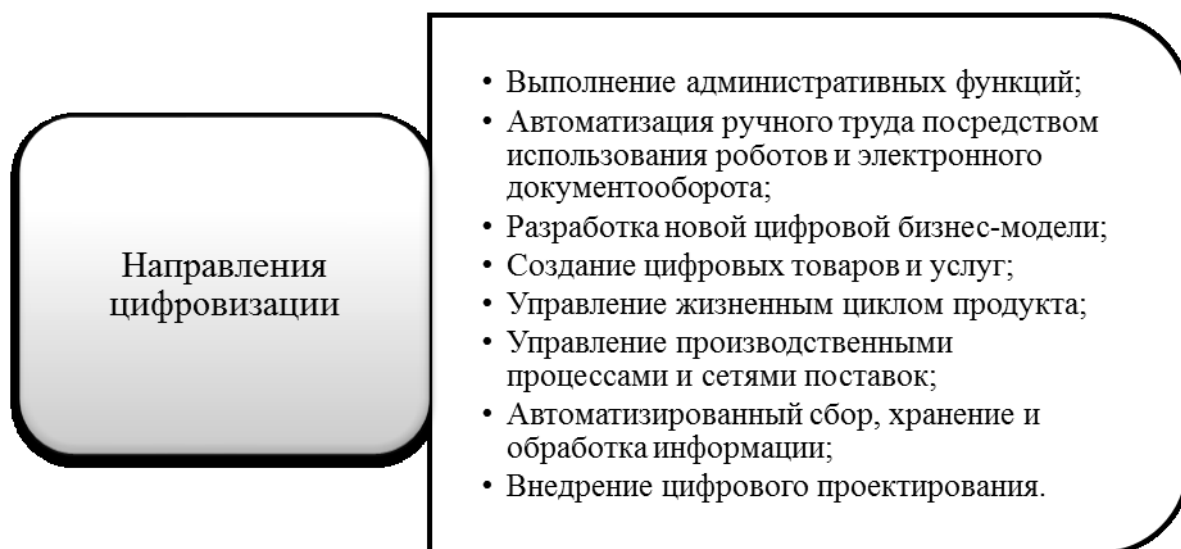 Направления
цифровизации
• Выполнение административных функций;
• Автоматизация ручного труда посредством
использования роботов и электронного
документооборота;
• Разработка новой цифровой бизнес-модели;
• Создание цифровых товаров и услуг;
• Управление жизненным циклом продукта;
• Управление производственными
процессами и сетями поставок;
• Автоматизированный сбор, хранение и
обработка информации;
• Внедрение цифрового проектирования.